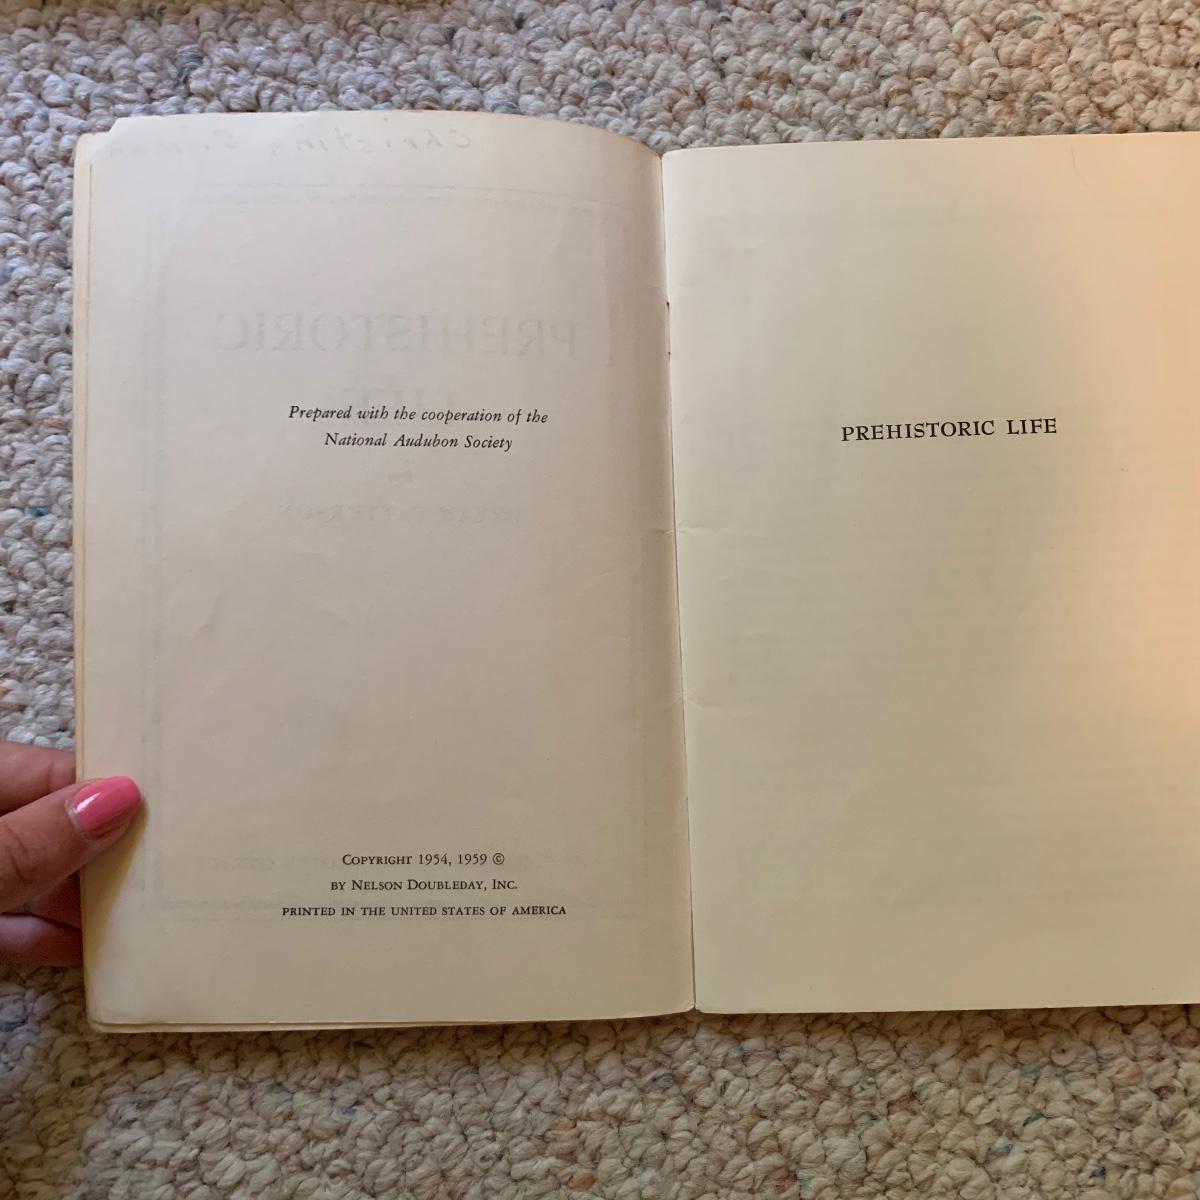 Prepared with the cooperation of the
National Audubon Society
COPYRIGHT 1954, 1959 ©
BY NELSON DOUBLEDAY, INC.
PRINTED IN THE UNITED STATES OF AMERICA
PREHISTORIC LIFE